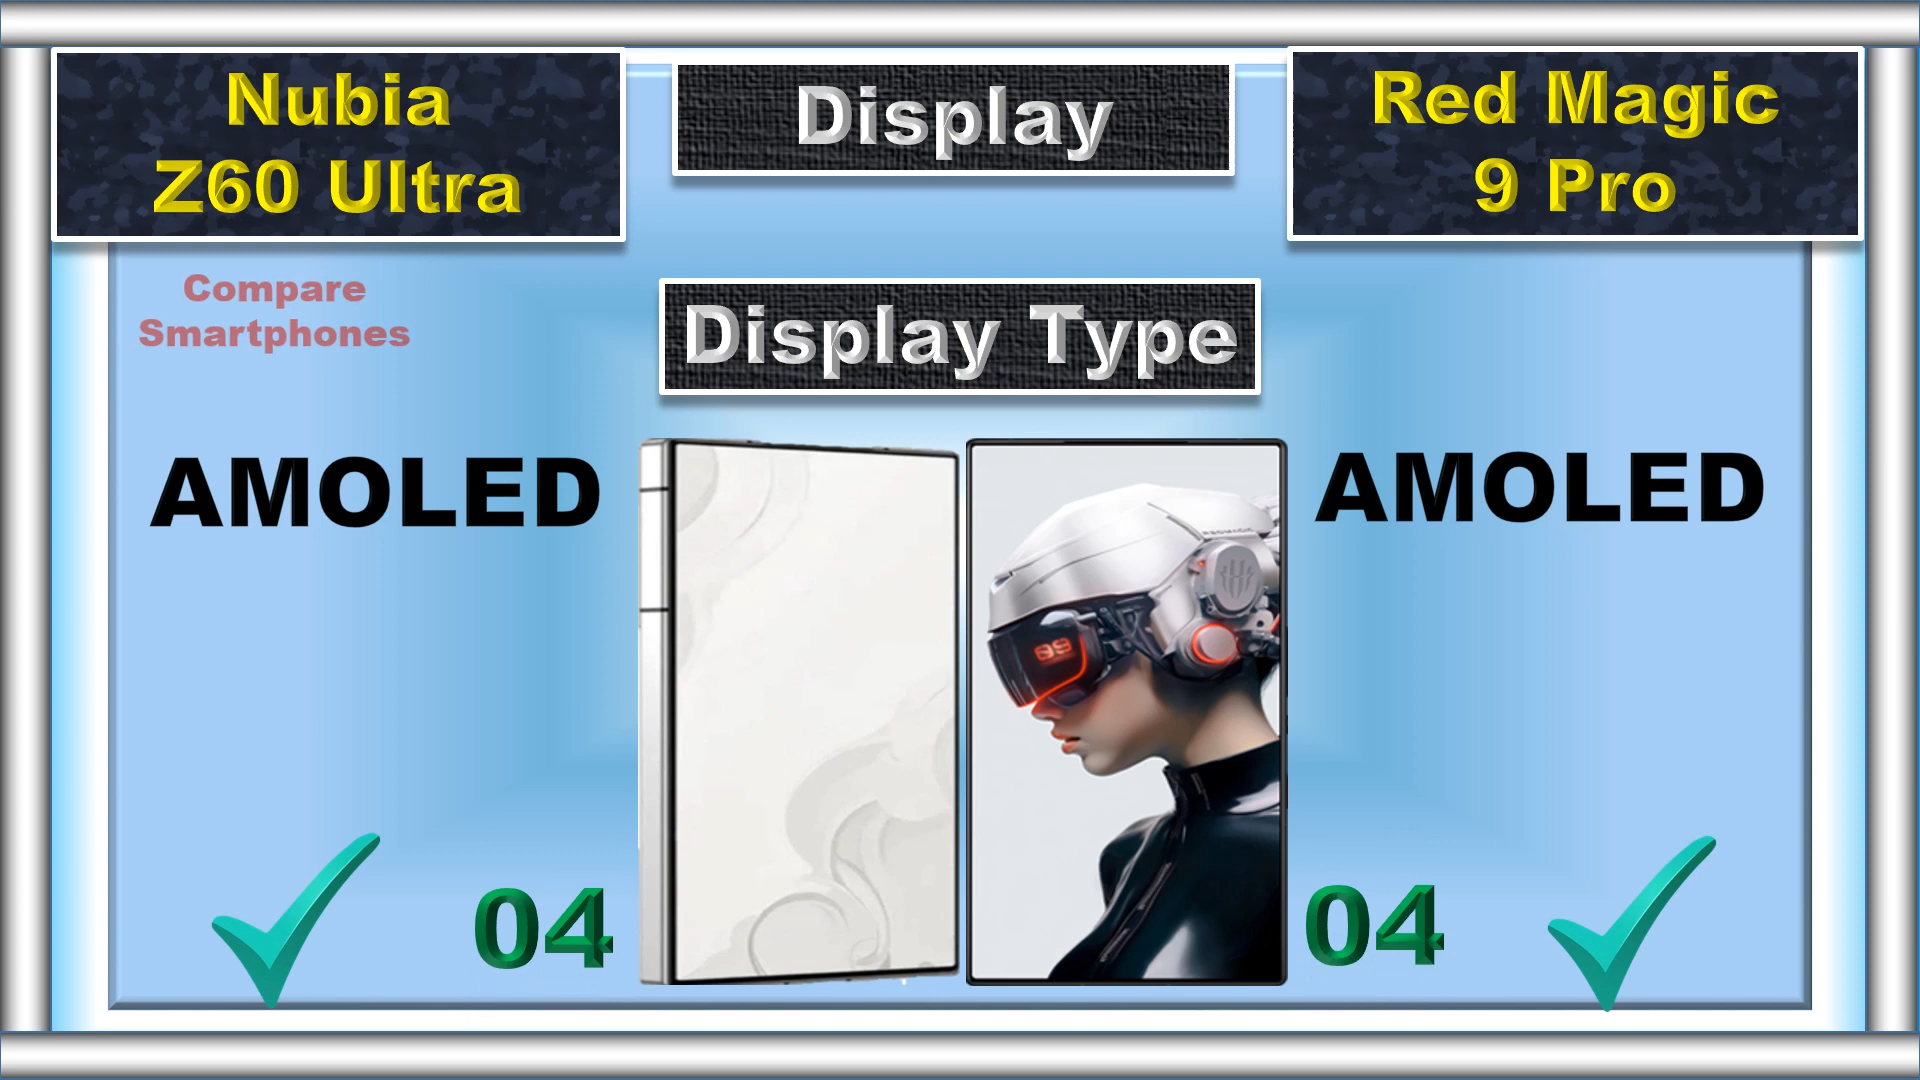 Nubia
Z60 Ultra
Display
Red Magic
9 Pro
Compare
Smartphones
Display Type
AMOLED
AMOLED
04
04